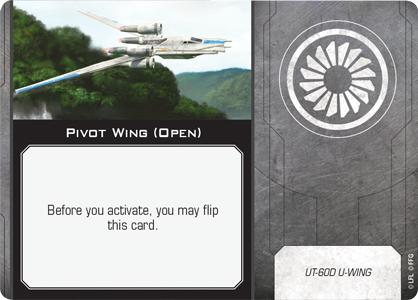 PIVOT WING (OPEN)
Before you activate, you may flip
this card.
UT-60D U-WING
© LFL © FFG